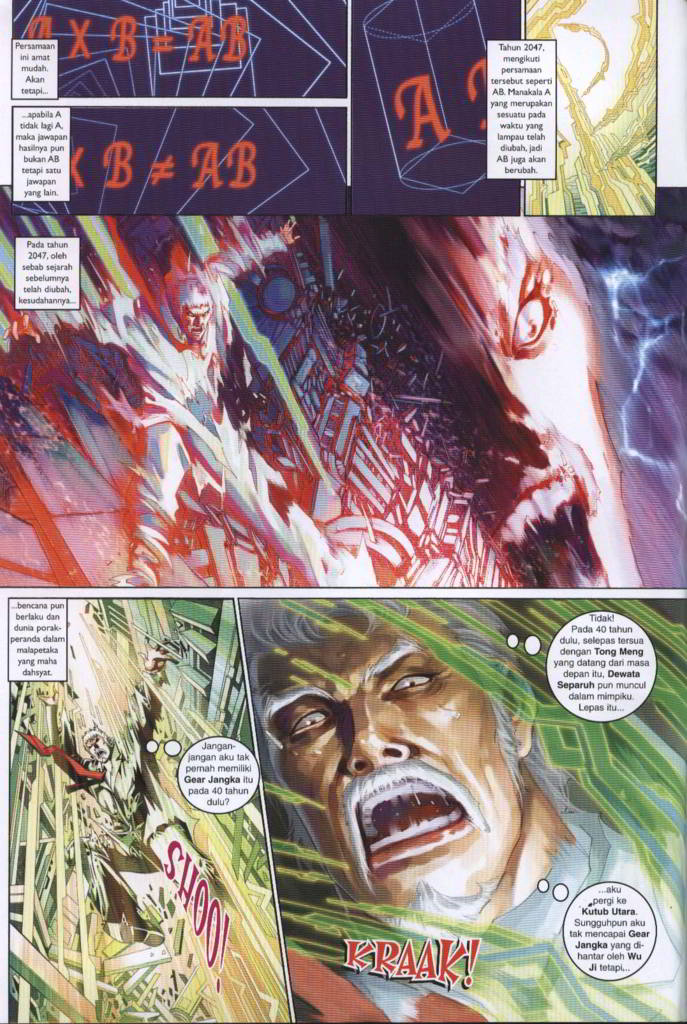 A X B = AB
Persamaan
ini amat
mudah.
Akan
tetapi...
...apabila A
tidak lagi A,
maka jawapan
hasilnya pun
bukan AB
tetapi satu
jawapan
yang lain.
X B ≠ AB
A
Tahun 2047,
mengikuti
persamaan
tersebut seperti
AB. Manakala A
yang merupakan
sesuatu pada
waktu yang
lampau telah
diubah, jadi
AB juga akan
berubah.
Pada tahun
2047, oleh
sebab sejarah
sebelumnya
telah diubah,
kesudahannya...
...bencana pun
berlaku dan
dunia porak-
peranda dalam
malapetaka
yang maha
dahsyat.
Jangan-
jangan aku tak
pernah memiliki
Gear Jangka itu
pada 40 tahun
dulu?
SHOO!
Tidak!
Pada 40 tahun
dulu, selepas tersua
dengan Tong Meng
yang datang dari masa
depan itu, Dewata
Separuh pun muncul
dalam mimpiku.
Lepas itu...
...aku
pergi ke
Kutub Utara.
Sungguhpun aku
tak mencapai Gear
Jangka yang di-
hantar oleh Wu
Ji tetapi...
KRAAK!